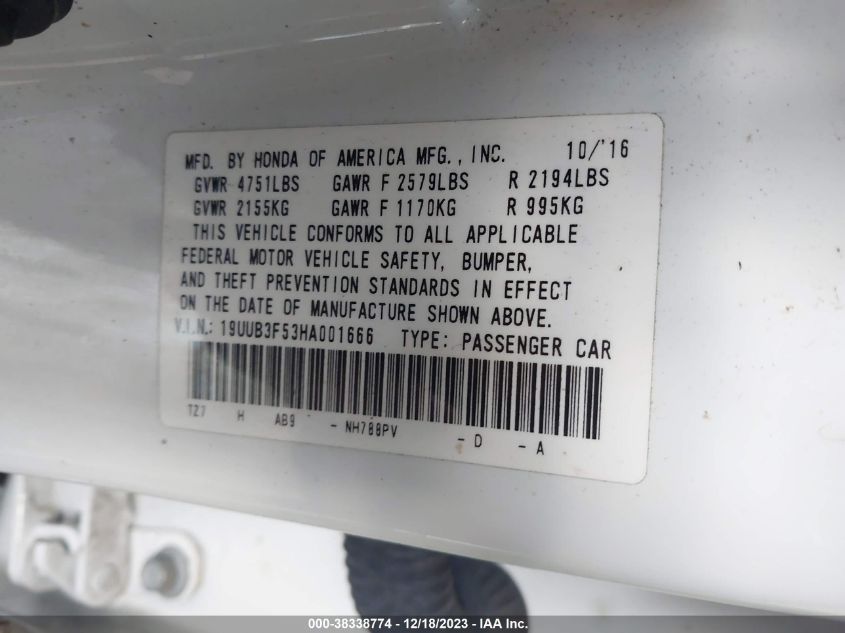 MFD. BY HONDA OF AMERICA MFG., INC. 10/'16
GVWR 4751LBS GAWR F 2579LBS R 2194LBS
GVWR 2155KG GAWR F 1170KG R 995KG
THIS VEHICLE CONFORMS TO ALL APPLICABLE
FEDERAL MOTOR VEHICLE SAFETY, BUMPER,
AND THEFT PREVENTION STANDARDS IN EFFECT
ON THE DATE OF MANUFACTURE SHOWN ABOVE.
V.I.N.: 19UUB3F53HA001666 TYPE: PASSENGER CAR
TZ7 H AB9 - NH788PV - D - A
000-38338774 - 12/18/2023 - IAA Inc.